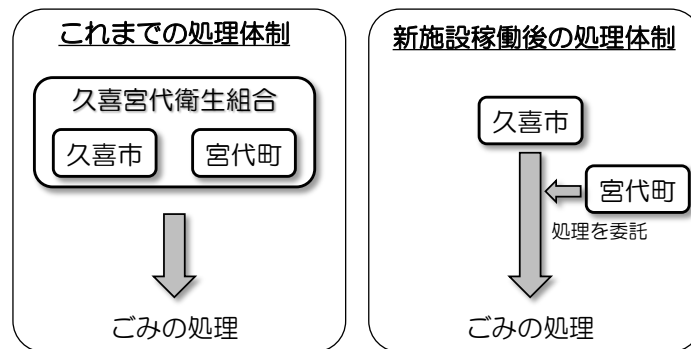 これまでの処理体制
久喜宮代衛生組合
久喜市
宮代町
ごみの処理
新施設稼働後の処理体制
久喜市
宮代町
処理を委託
ごみの処理